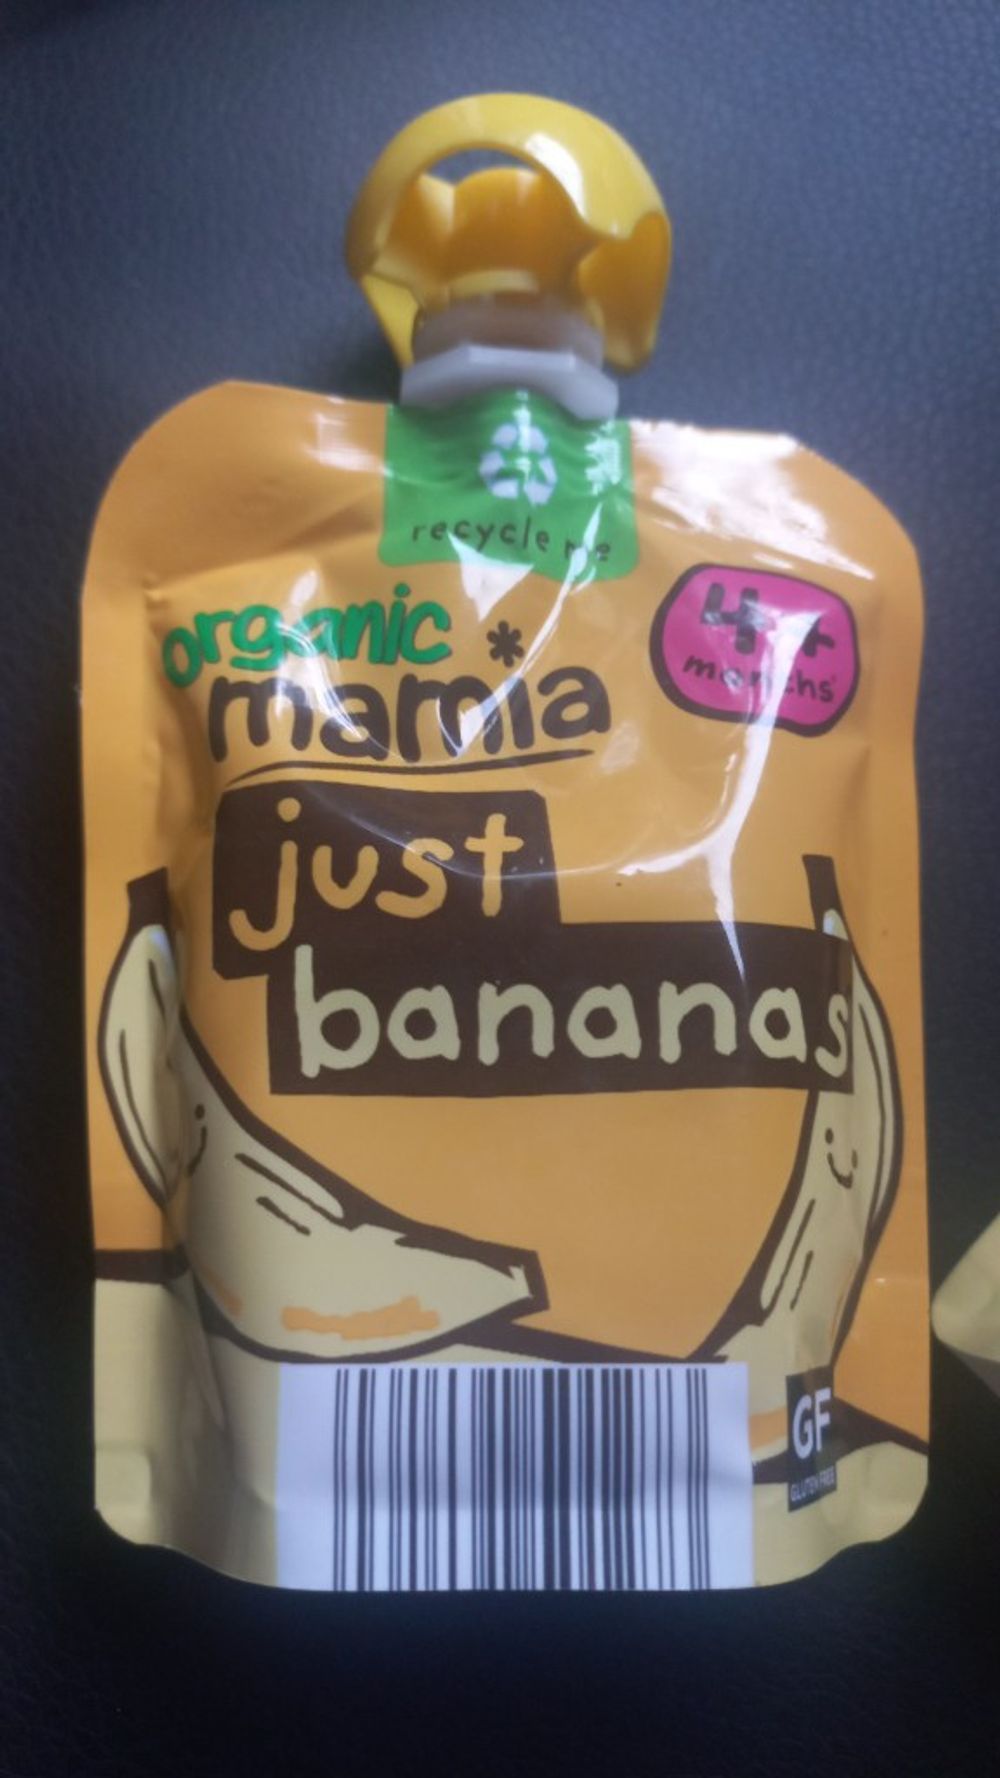 recycle me
organic
mamia
4+
months
just
bananas
GF
GLUTEN FREE